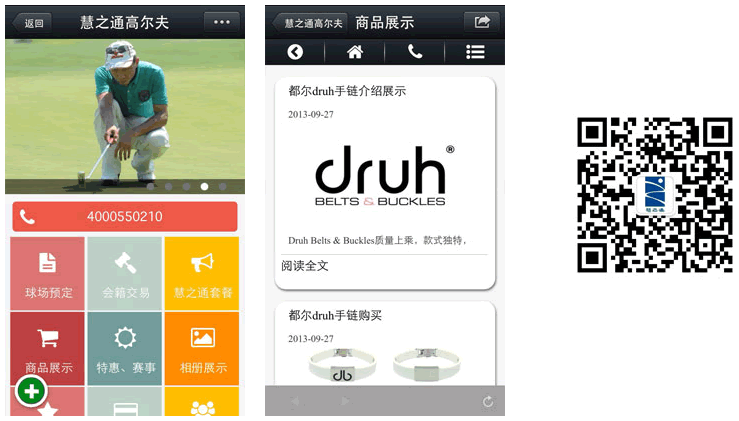 返回
慧之通高尔夫
4000550210
球场预定
会籍交易
慧之通套餐
商品展示
特惠、赛事
相册展示
慧之通高尔夫
商品展示
都尔druh手链介绍展示
2013-09-27
druh®
BELTS & BUCKLES
Druh Belts & Buckles质量上乘，款式独特，
阅读全文
都尔druh手链购买
2013-09-27